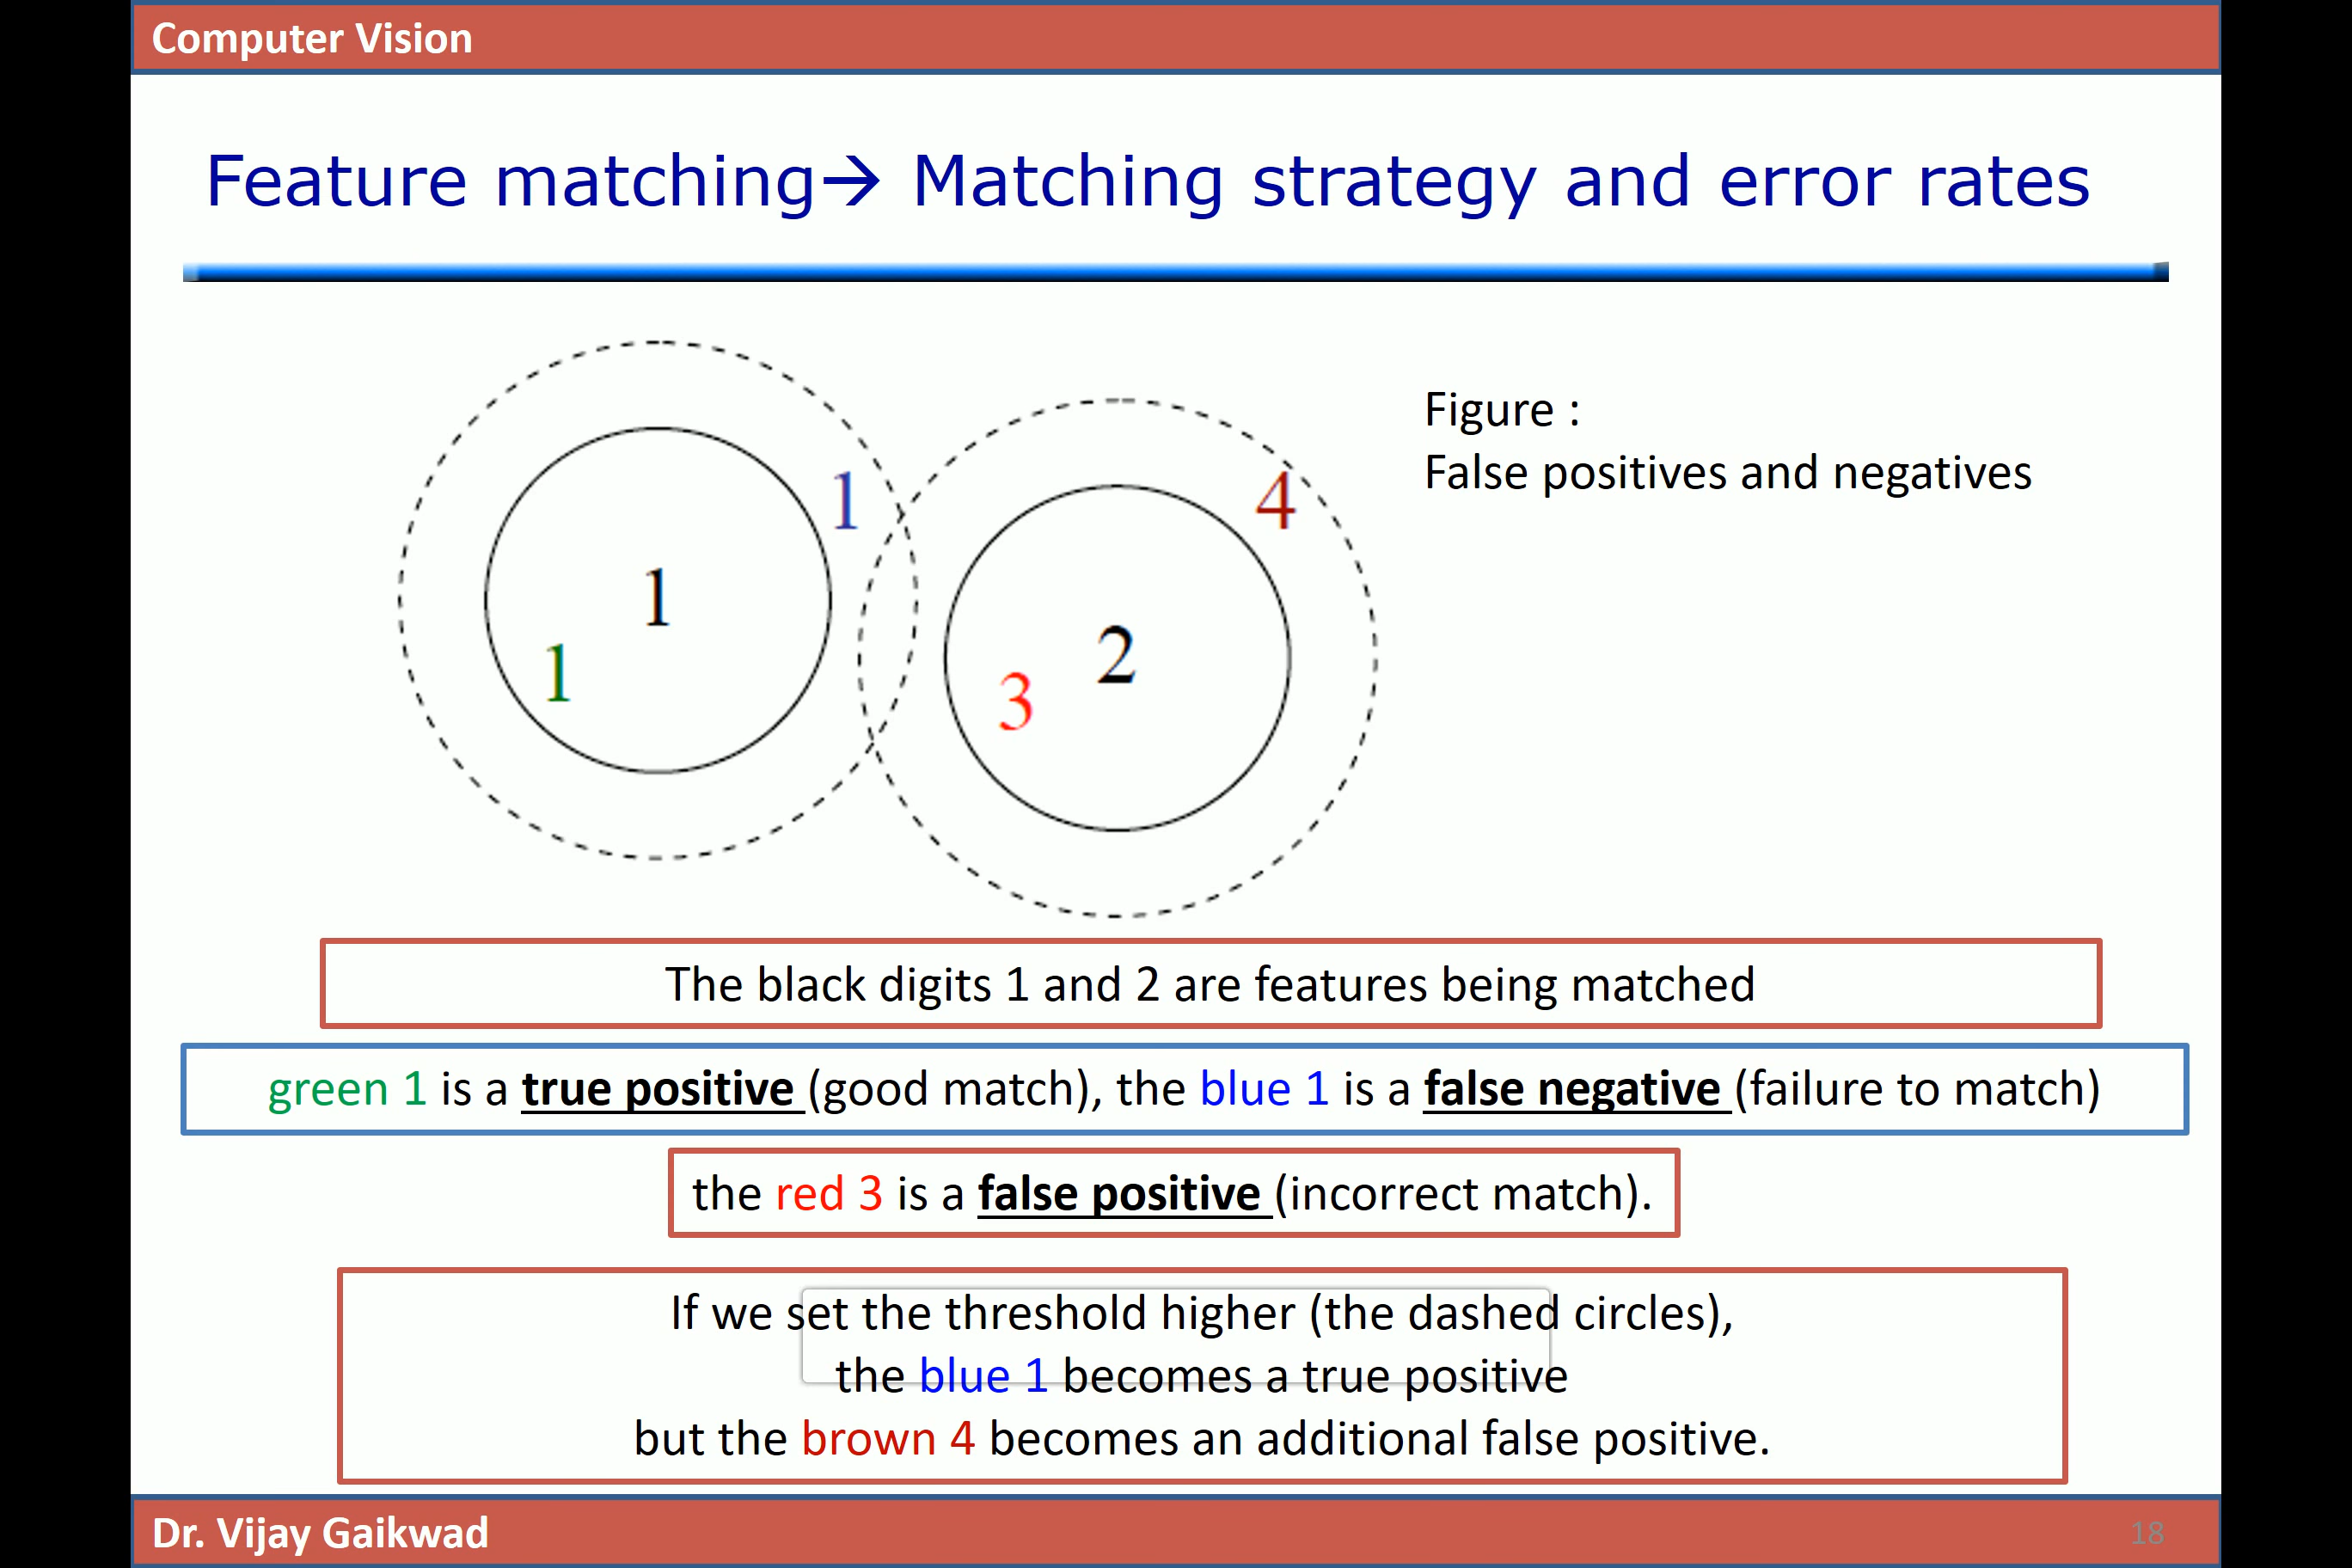 Computer Vision
Feature matching→ Matching strategy and error rates
Figure :
False positives and negatives
1
4
1
2
1
3
The black digits 1 and 2 are features being matched
green 1 is a true positive (good match), the blue 1 is a false negative (failure to match)
the red 3 is a false positive (incorrect match).
If we set the threshold higher (the dashed circles),
the blue 1 becomes a true positive
but the brown 4 becomes an additional false positive.
Dr. Vijay Gaikwad
18